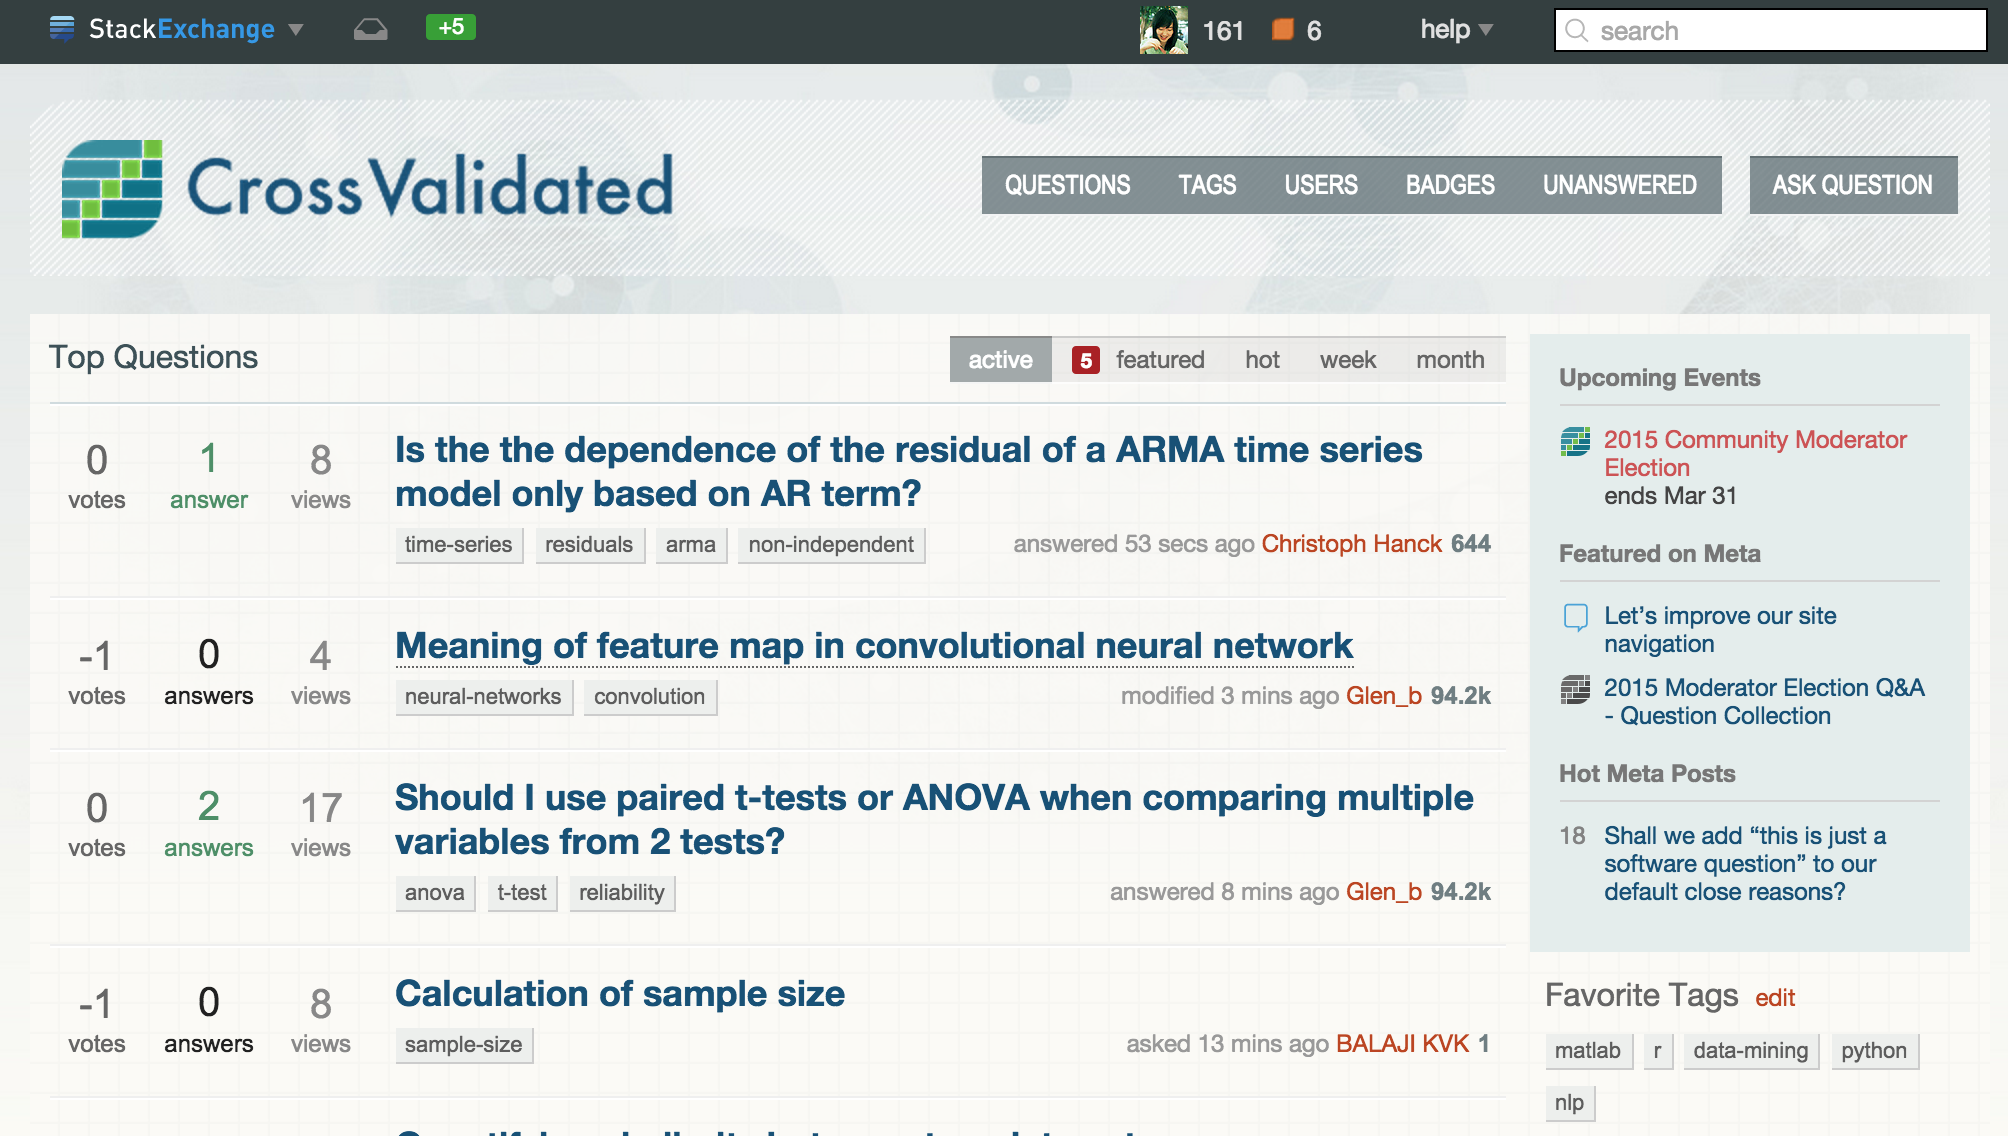 StackExchange +5 161 6 help search
CrossValidated
QUESTIONS TAGS USERS BADGES UNANSWERED ASK QUESTION
Top Questions
active 5 featured hot week month
0 votes 1 answer 8 views
Is the the dependence of the residual of a ARMA time series
model only based on AR term?
time-series residuals arma non-independent
answered 53 secs ago Christoph Hanck 644
-1 votes 0 answers 4 views
Meaning of feature map in convolutional neural network
neural-networks convolution
modified 3 mins ago Glen_b 94.2k
0 votes 2 answers 17 views
Should I use paired t-tests or ANOVA when comparing multiple
variables from 2 tests?
anova t-test reliability
answered 8 mins ago Glen_b 94.2k
-1 votes 0 answers 8 views
Calculation of sample size
sample-size
asked 13 mins ago BALAJI KVK 1
Upcoming Events
2015 Community Moderator
Election
ends Mar 31
Featured on Meta
Let’s improve our site
navigation
2015 Moderator Election Q&A
- Question Collection
Hot Meta Posts
18 Shall we add “this is just a
software question” to our
default close reasons?
Favorite Tags edit
matlab r data-mining python
nlp